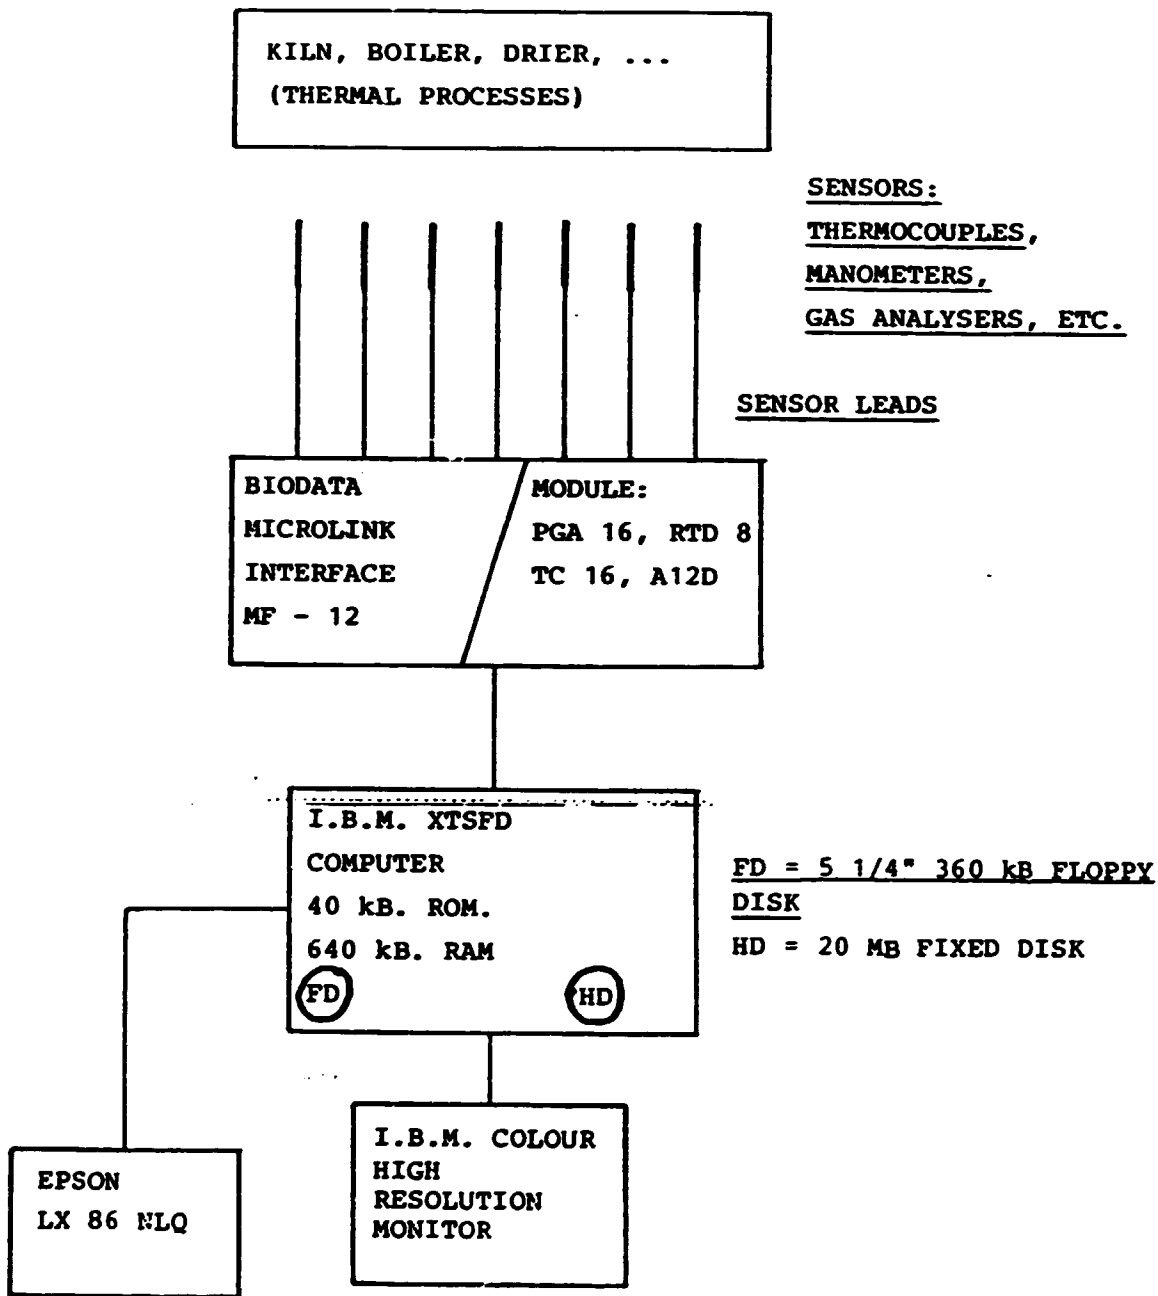 KILN, BOILER, DRIER, ...
(THERMAL PROCESSES)
SENSORS:
THERMOCOUPLES,
MANOMETERS,
GAS ANALYSERS, ETC.
SENSOR LEADS
BIODATA
MICROLINK
INTERFACE
MF - 12
MODULE:
PGA 16, RTD 8
TC 16, A12D
I.B.M. XTSFD
COMPUTER
40 kB. ROM.
640 kB. RAM
FD
HD
FD = 5 1/4" 360 kB FLOPPY
DISK
HD = 20 MB FIXED DISK
EPSON
LX 86 NLQ
I.B.M. COLOUR
HIGH
RESOLUTION
MONITOR